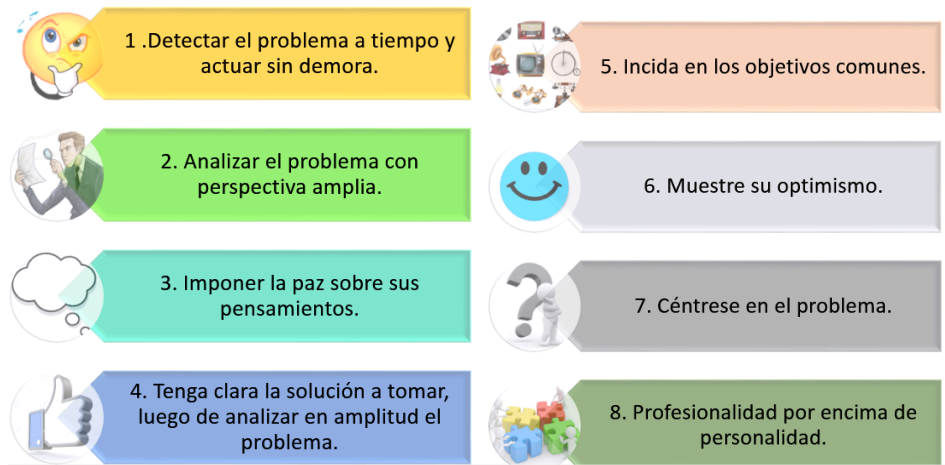 1 .Detectar el problema a tiempo y
actuar sin demora.
2. Analizar el problema con
perspectiva amplia.
3. Imponer la paz sobre sus
pensamientos.
4. Tenga clara la solución a tomar,
luego de analizar en amplitud el
problema.
5. Incida en los objetivos comunes.
6. Muestre su optimismo.
7. Céntrese en el problema.
8. Profesionalidad por encima de
personalidad.